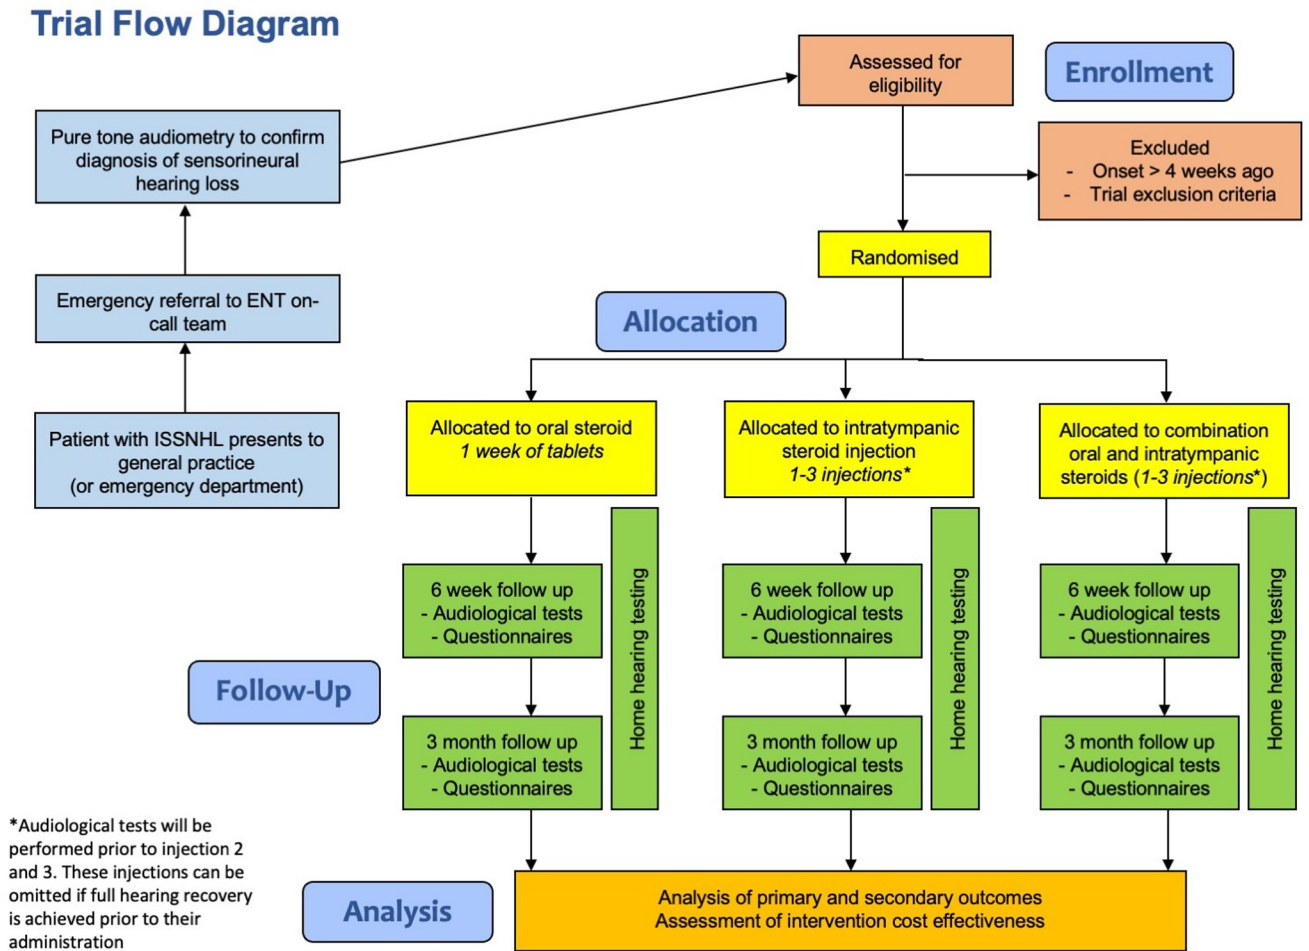 Trial Flow Diagram
Assessed for
eligibility
Enrollment
Pure tone audiometry to confirm
diagnosis of sensorineural
hearing loss
Excluded
- Onset > 4 weeks ago
- Trial exclusion criteria
Randomised
Emergency referral to ENT on-
call team
Allocation
Patient with ISSNHL presents to
general practice
(or emergency department)
Allocated to oral steroid
1 week of tablets
Allocated to intratympanic
steroid injection
1-3 injections*
Allocated to combination
oral and intratympanic
steroids (1-3 injections*)
6 week follow up
- Audiological tests
- Questionnaires
Home hearing testing
6 week follow up
- Audiological tests
- Questionnaires
Home hearing testing
6 week follow up
- Audiological tests
- Questionnaires
Home hearing testing
Follow-Up
3 month follow up
- Audiological tests
- Questionnaires
3 month follow up
- Audiological tests
- Questionnaires
3 month follow up
- Audiological tests
- Questionnaires
*Audiological tests will be
performed prior to injection 2
and 3. These injections can be
omitted if full hearing recovery
is achieved prior to their
administration
Analysis
Analysis of primary and secondary outcomes
Assessment of intervention cost effectiveness